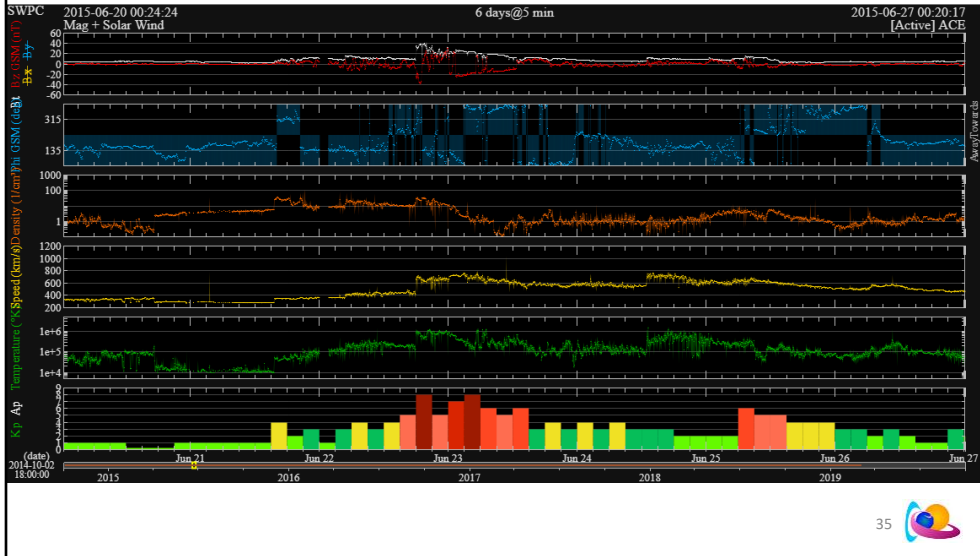 SWPC 2015-06-20 00:24:24 6 days@5 min 2015-06-27 00:20:17
Mag + Solar Wind [Active] ACE
Bt Bz GSM (nT)
Bx By
60
40
20
0
-20
-40
-60
Phi GSM (deg)
315
135
AwayTowards
Density (1/cm³)
1000
100
1
Speed (km/s)
1200
1000
800
600
400
200
Temperature (°K)
1e+6
1e+5
1e+4
Kp Ap
9
8
7
6
5
4
3
2
1
0
(date) Jun 21 Jun 22 Jun 23 Jun 24 Jun 25 Jun 26 Jun 27
2014-10-02
18:00:00 2015 2016 2017 2018 2019
35